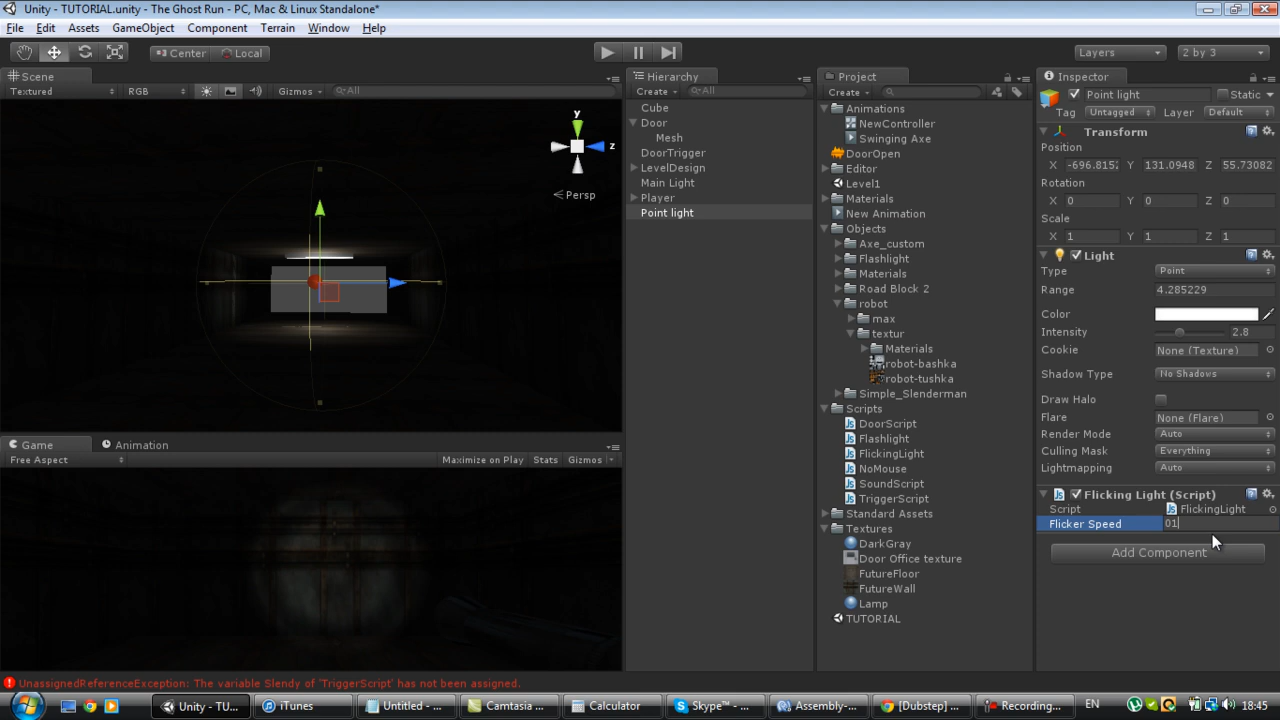 Unity - TUTORIAL.unity - The Ghost Run - PC, Mac & Linux Standalone*
File Edit Assets GameObject Component Terrain Window Help
Center Local Layers 2 by 3
Scene
Textured RGB Gizmos All
y
z
Persp
Game Animation
Free Aspect Maximize on Play Stats Gizmos
Hierarchy
Create All
Cube
Door
Mesh
DoorTrigger
LevelDesign
Main Light
Player
Point light
Project
Create
Animations
NewController
Swinging Axe
DoorOpen
Editor
Level1
Materials
New Animation
Objects
Axe_custom
Flashlight
Materials
Road Block 2
robot
max
textur
Materials
robot-bashka
robot-tushka
Simple_Slenderman
Scripts
DoorScript
Flashlight
FlickingLight
NoMouse
SoundScript
TriggerScript
Standard Assets
Textures
DarkGray
Door Office texture
FutureFloor
FutureWall
Lamp
TUTORIAL
Inspector
Point light Static
Tag Untagged Layer Default
Transform
Position
X -696.8152 Y 131.0948 Z 55.73082
Rotation
X 0 Y 0 Z 0
Scale
X 1 Y 1 Z 1
Light
Type Point
Range 4.285229
Color
Intensity 2.8
Cookie None (Texture)
Shadow Type No Shadows
Draw Halo
Flare None (Flare)
Render Mode Auto
Culling Mask Everything
Lightmapping Auto
Flicking Light (Script)
Script FlickingLight
Flicker Speed 01
Add Component
UnassignedReferenceException: The variable Slendy of 'TriggerScript' has not been assigned.
Unity - TU... iTunes Untitled - ... Camtasia ... Calculator Skype™ - ... Assembly-... [Dubstep] ... Recording... EN 18:45